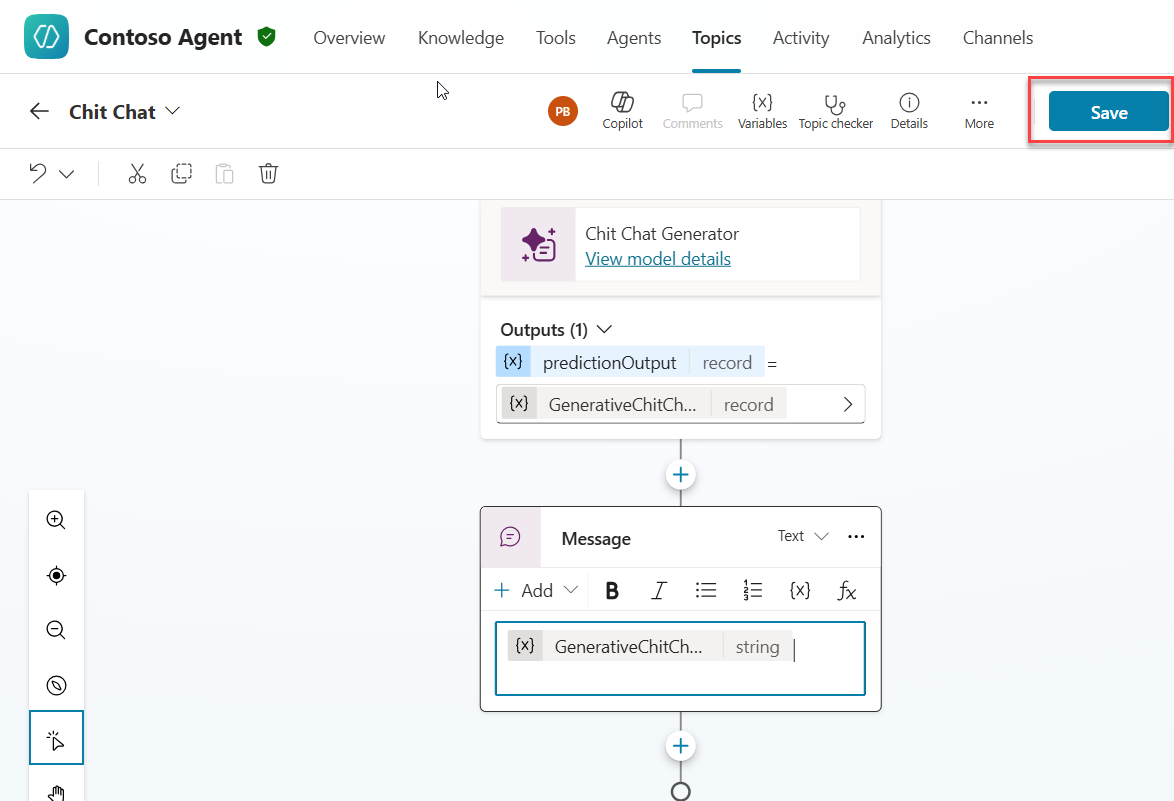 Contoso Agent
Overview
Knowledge
Tools
Agents
Topics
Activity
Analytics
Channels
Chit Chat
PB
Copilot
Comments
{x}
Variables
Topic checker
Details
More
Save
Chit Chat Generator
View model details
Outputs (1)
{x} predictionOutput record =
{x} GenerativeChitCh... record
Message
Text
Add
B I {x} fx
{x} GenerativeChitCh... string